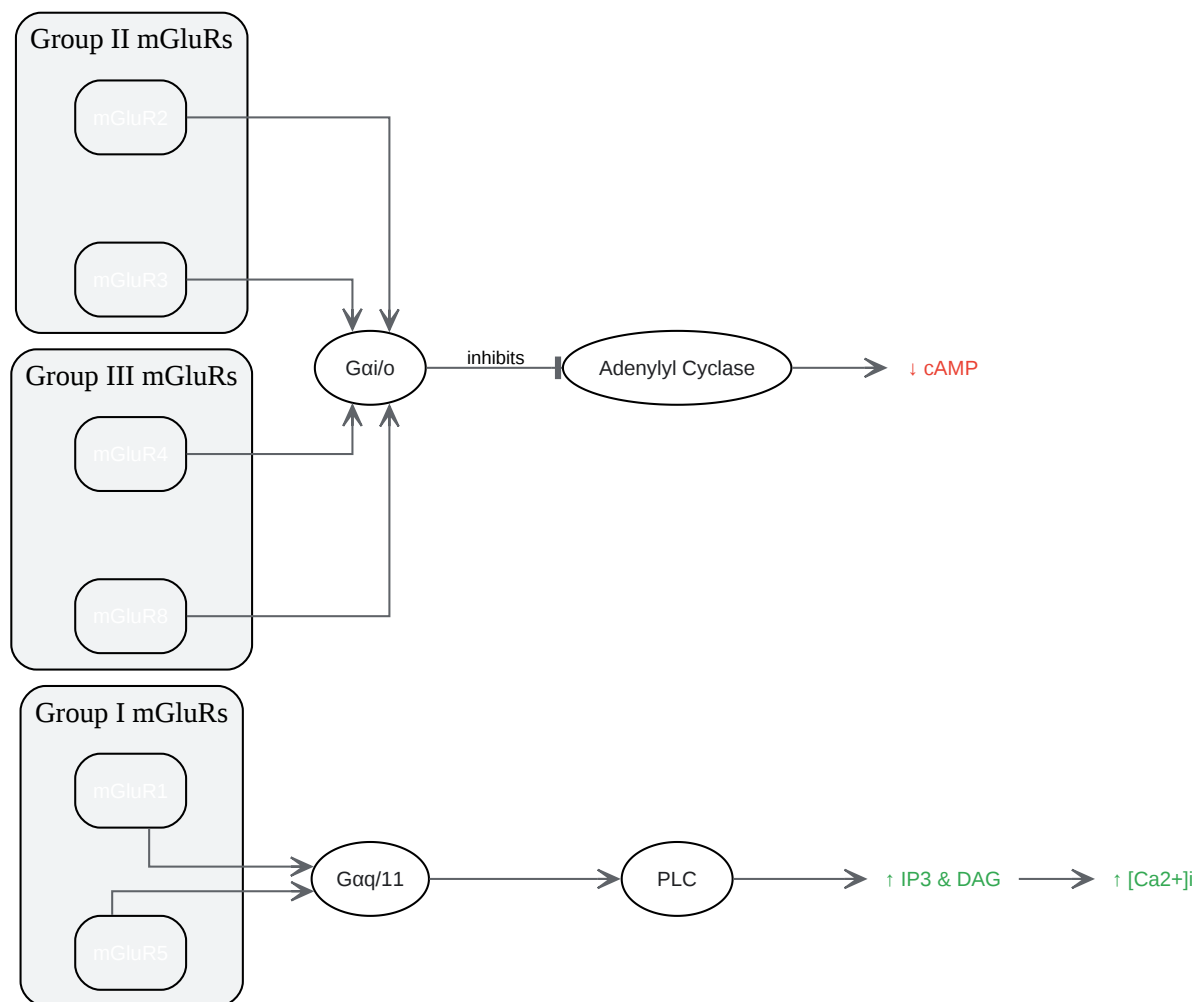 Group II mGluRs
mGluR2
mGluR3
Gαi/o
inhibits
Adenylyl Cyclase
↓ cAMP
Group III mGluRs
mGluR4
mGluR8
Group I mGluRs
mGluR1
mGluR5
Gαq/11
PLC
↑ IP3 & DAG
↑ [Ca2+]i